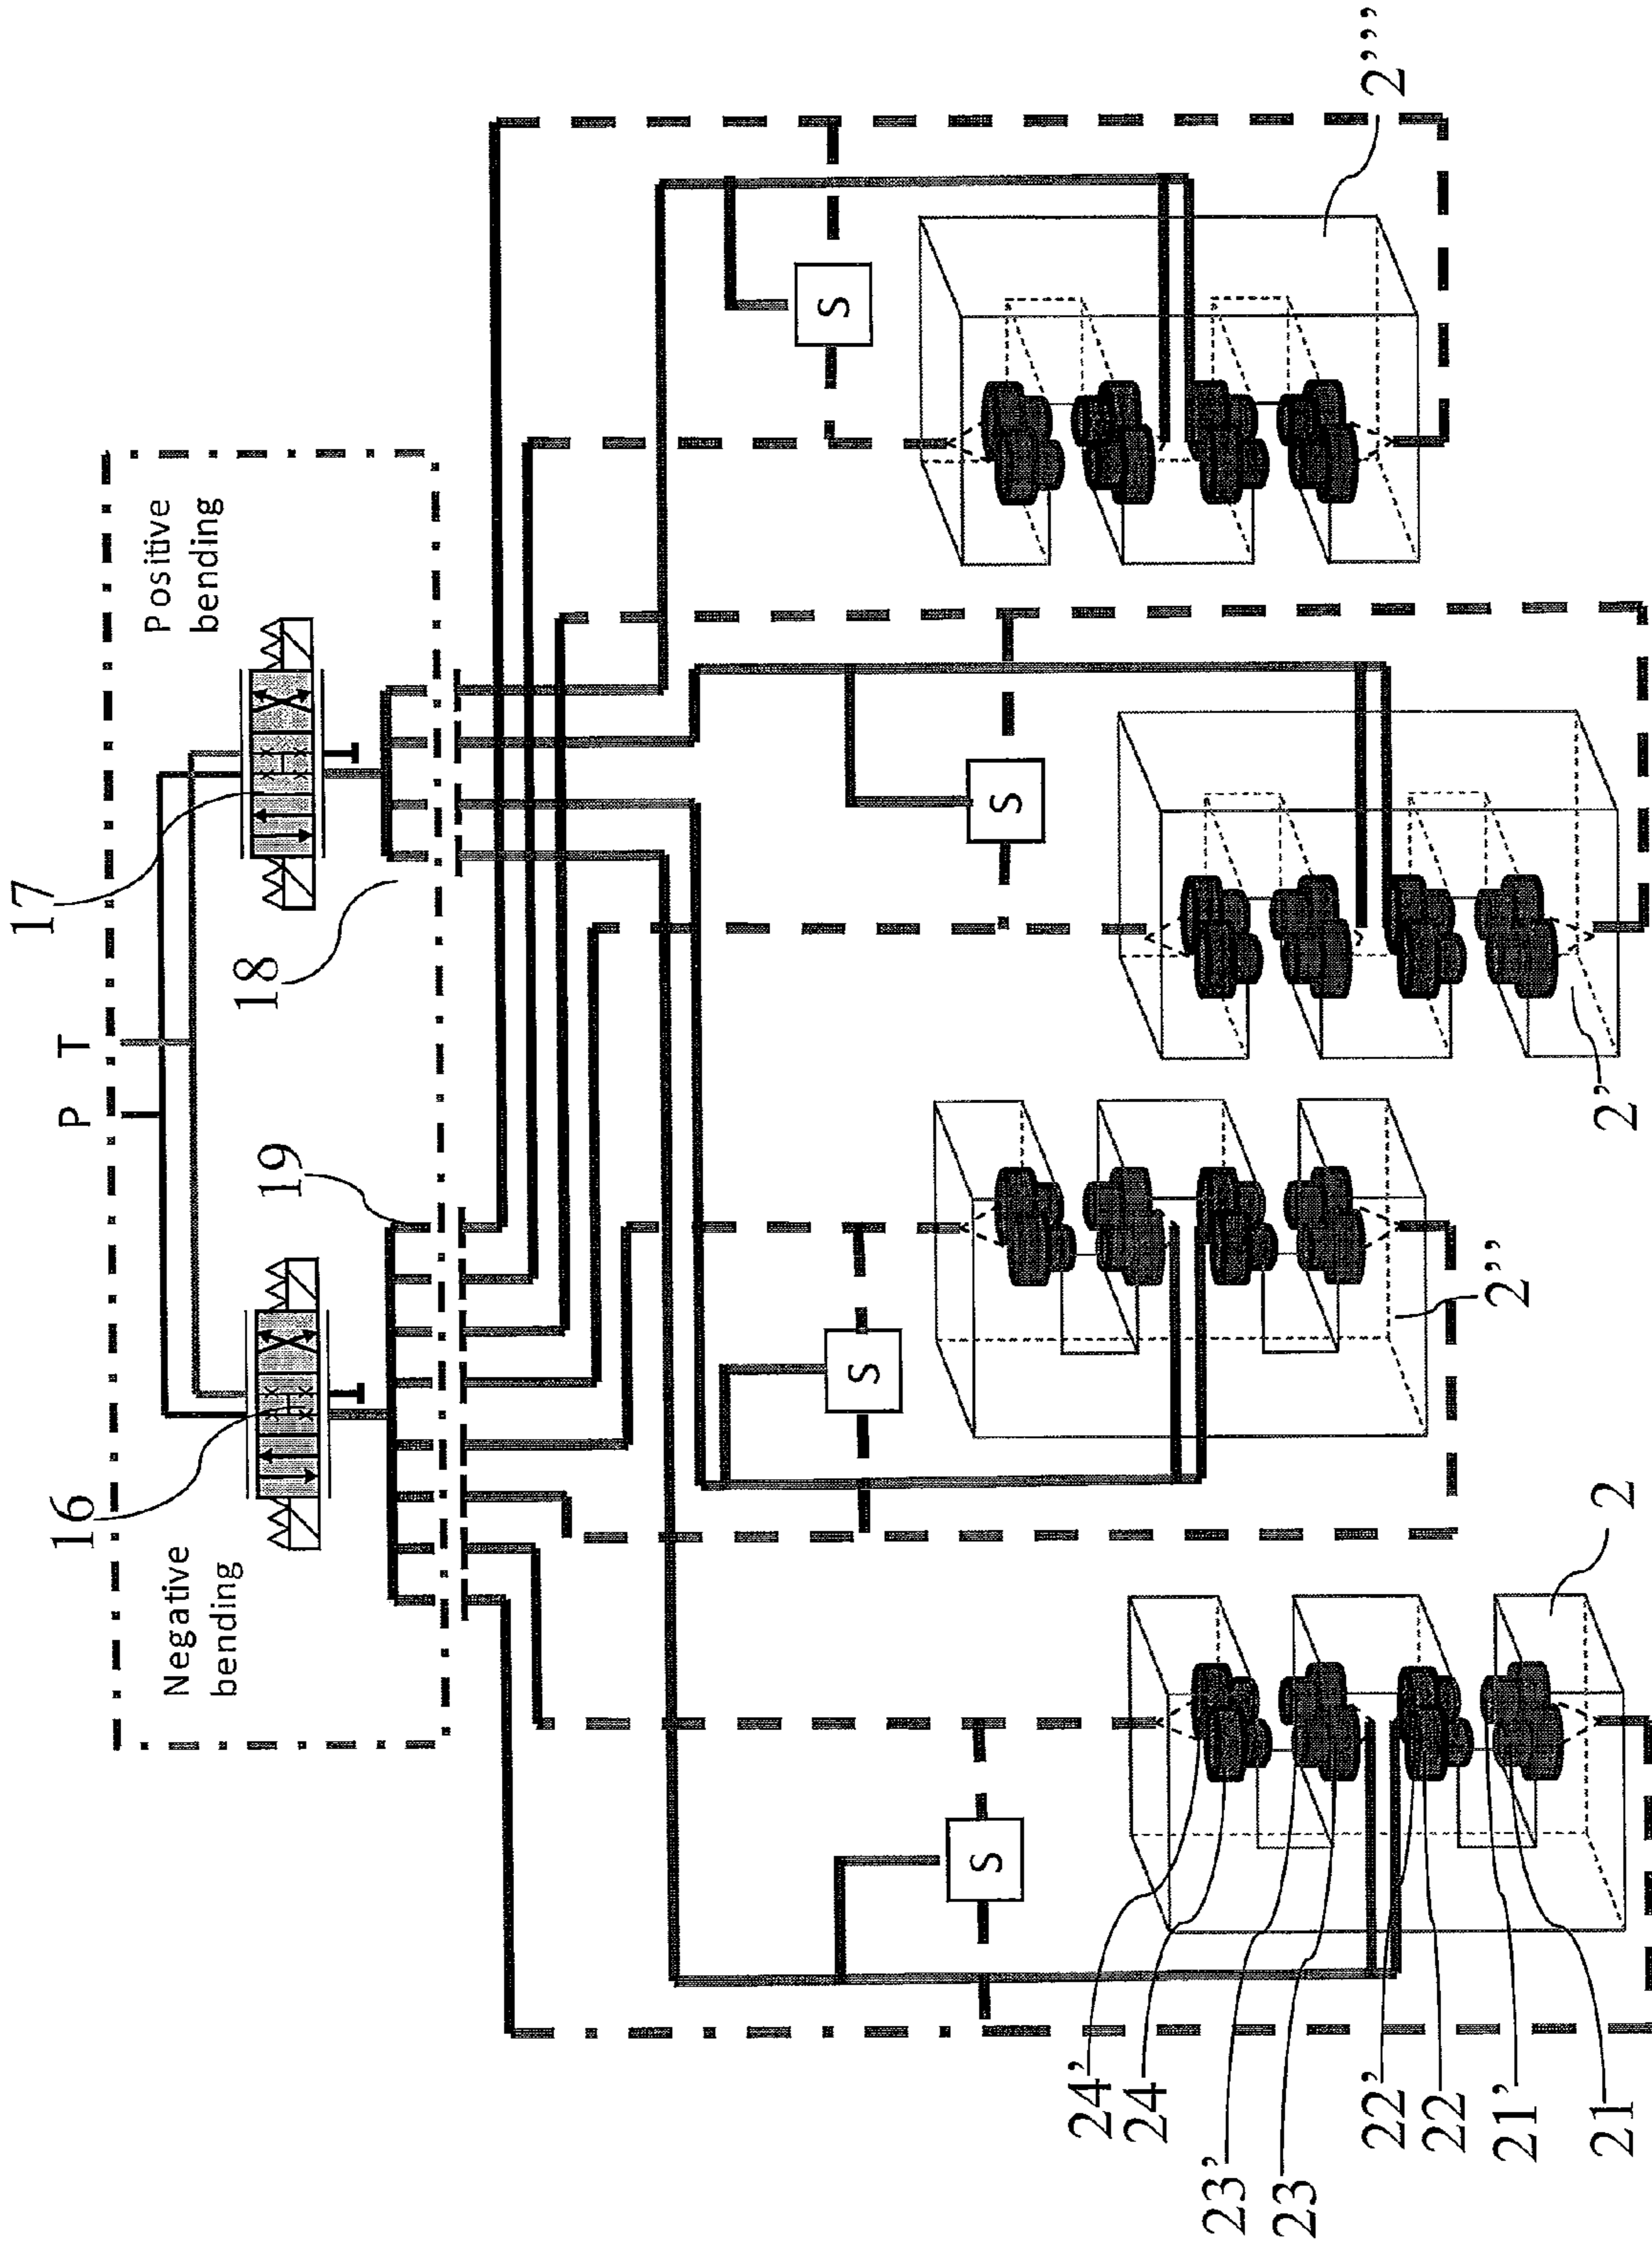 P T
Negative
bending
Positive
bending
16
17
18
19
S
S
S
S
2
2''
2'
2'''
24'
24
23'
23
22'
22
21'
21